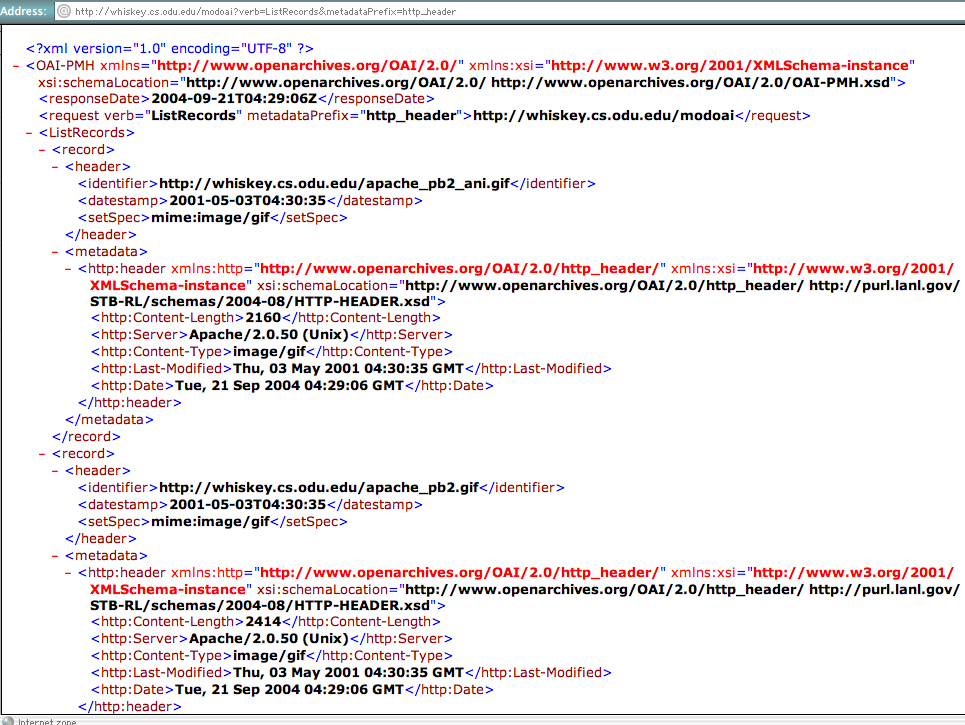 Address: http://whiskey.cs.odu.edu/modoai?verb=ListRecords&metadataPrefix=http_header
<?xml version="1.0" encoding="UTF-8" ?>
- <OAI-PMH xmlns="http://www.openarchives.org/OAI/2.0/" xmlns:xsi="http://www.w3.org/2001/XMLSchema-instance"
xsi:schemaLocation="http://www.openarchives.org/OAI/2.0/ http://www.openarchives.org/OAI/2.0/OAI-PMH.xsd">
<responseDate>2004-09-21T04:29:06Z</responseDate>
<request verb="ListRecords" metadataPrefix="http_header">http://whiskey.cs.odu.edu/modoai</request>
- <ListRecords>
- <record>
- <header>
<identifier>http://whiskey.cs.odu.edu/apache_pb2_ani.gif</identifier>
<datestamp>2001-05-03T04:30:35</datestamp>
<setSpec>mime:image/gif</setSpec>
</header>
- <metadata>
- <http:header xmlns:http="http://www.openarchives.org/OAI/2.0/http_header/" xmlns:xsi="http://www.w3.org/2001/
XMLSchema-instance" xsi:schemaLocation="http://www.openarchives.org/OAI/2.0/http_header/ http://purl.lanl.gov/
STB-RL/schemas/2004-08/HTTP-HEADER.xsd">
<http:Content-Length>2160</http:Content-Length>
<http:Server>Apache/2.0.50 (Unix)</http:Server>
<http:Content-Type>image/gif</http:Content-Type>
<http:Last-Modified>Thu, 03 May 2001 04:30:35 GMT</http:Last-Modified>
<http:Date>Tue, 21 Sep 2004 04:29:06 GMT</http:Date>
</http:header>
</metadata>
</record>
- <record>
- <header>
<identifier>http://whiskey.cs.odu.edu/apache_pb2.gif</identifier>
<datestamp>2001-05-03T04:30:35</datestamp>
<setSpec>mime:image/gif</setSpec>
</header>
- <metadata>
- <http:header xmlns:http="http://www.openarchives.org/OAI/2.0/http_header/" xmlns:xsi="http://www.w3.org/2001/
XMLSchema-instance" xsi:schemaLocation="http://www.openarchives.org/OAI/2.0/http_header/ http://purl.lanl.gov/
STB-RL/schemas/2004-08/HTTP-HEADER.xsd">
<http:Content-Length>2414</http:Content-Length>
<http:Server>Apache/2.0.50 (Unix)</http:Server>
<http:Content-Type>image/gif</http:Content-Type>
<http:Last-Modified>Thu, 03 May 2001 04:30:35 GMT</http:Last-Modified>
<http:Date>Tue, 21 Sep 2004 04:29:06 GMT</http:Date>
</http:header>
Internet zone